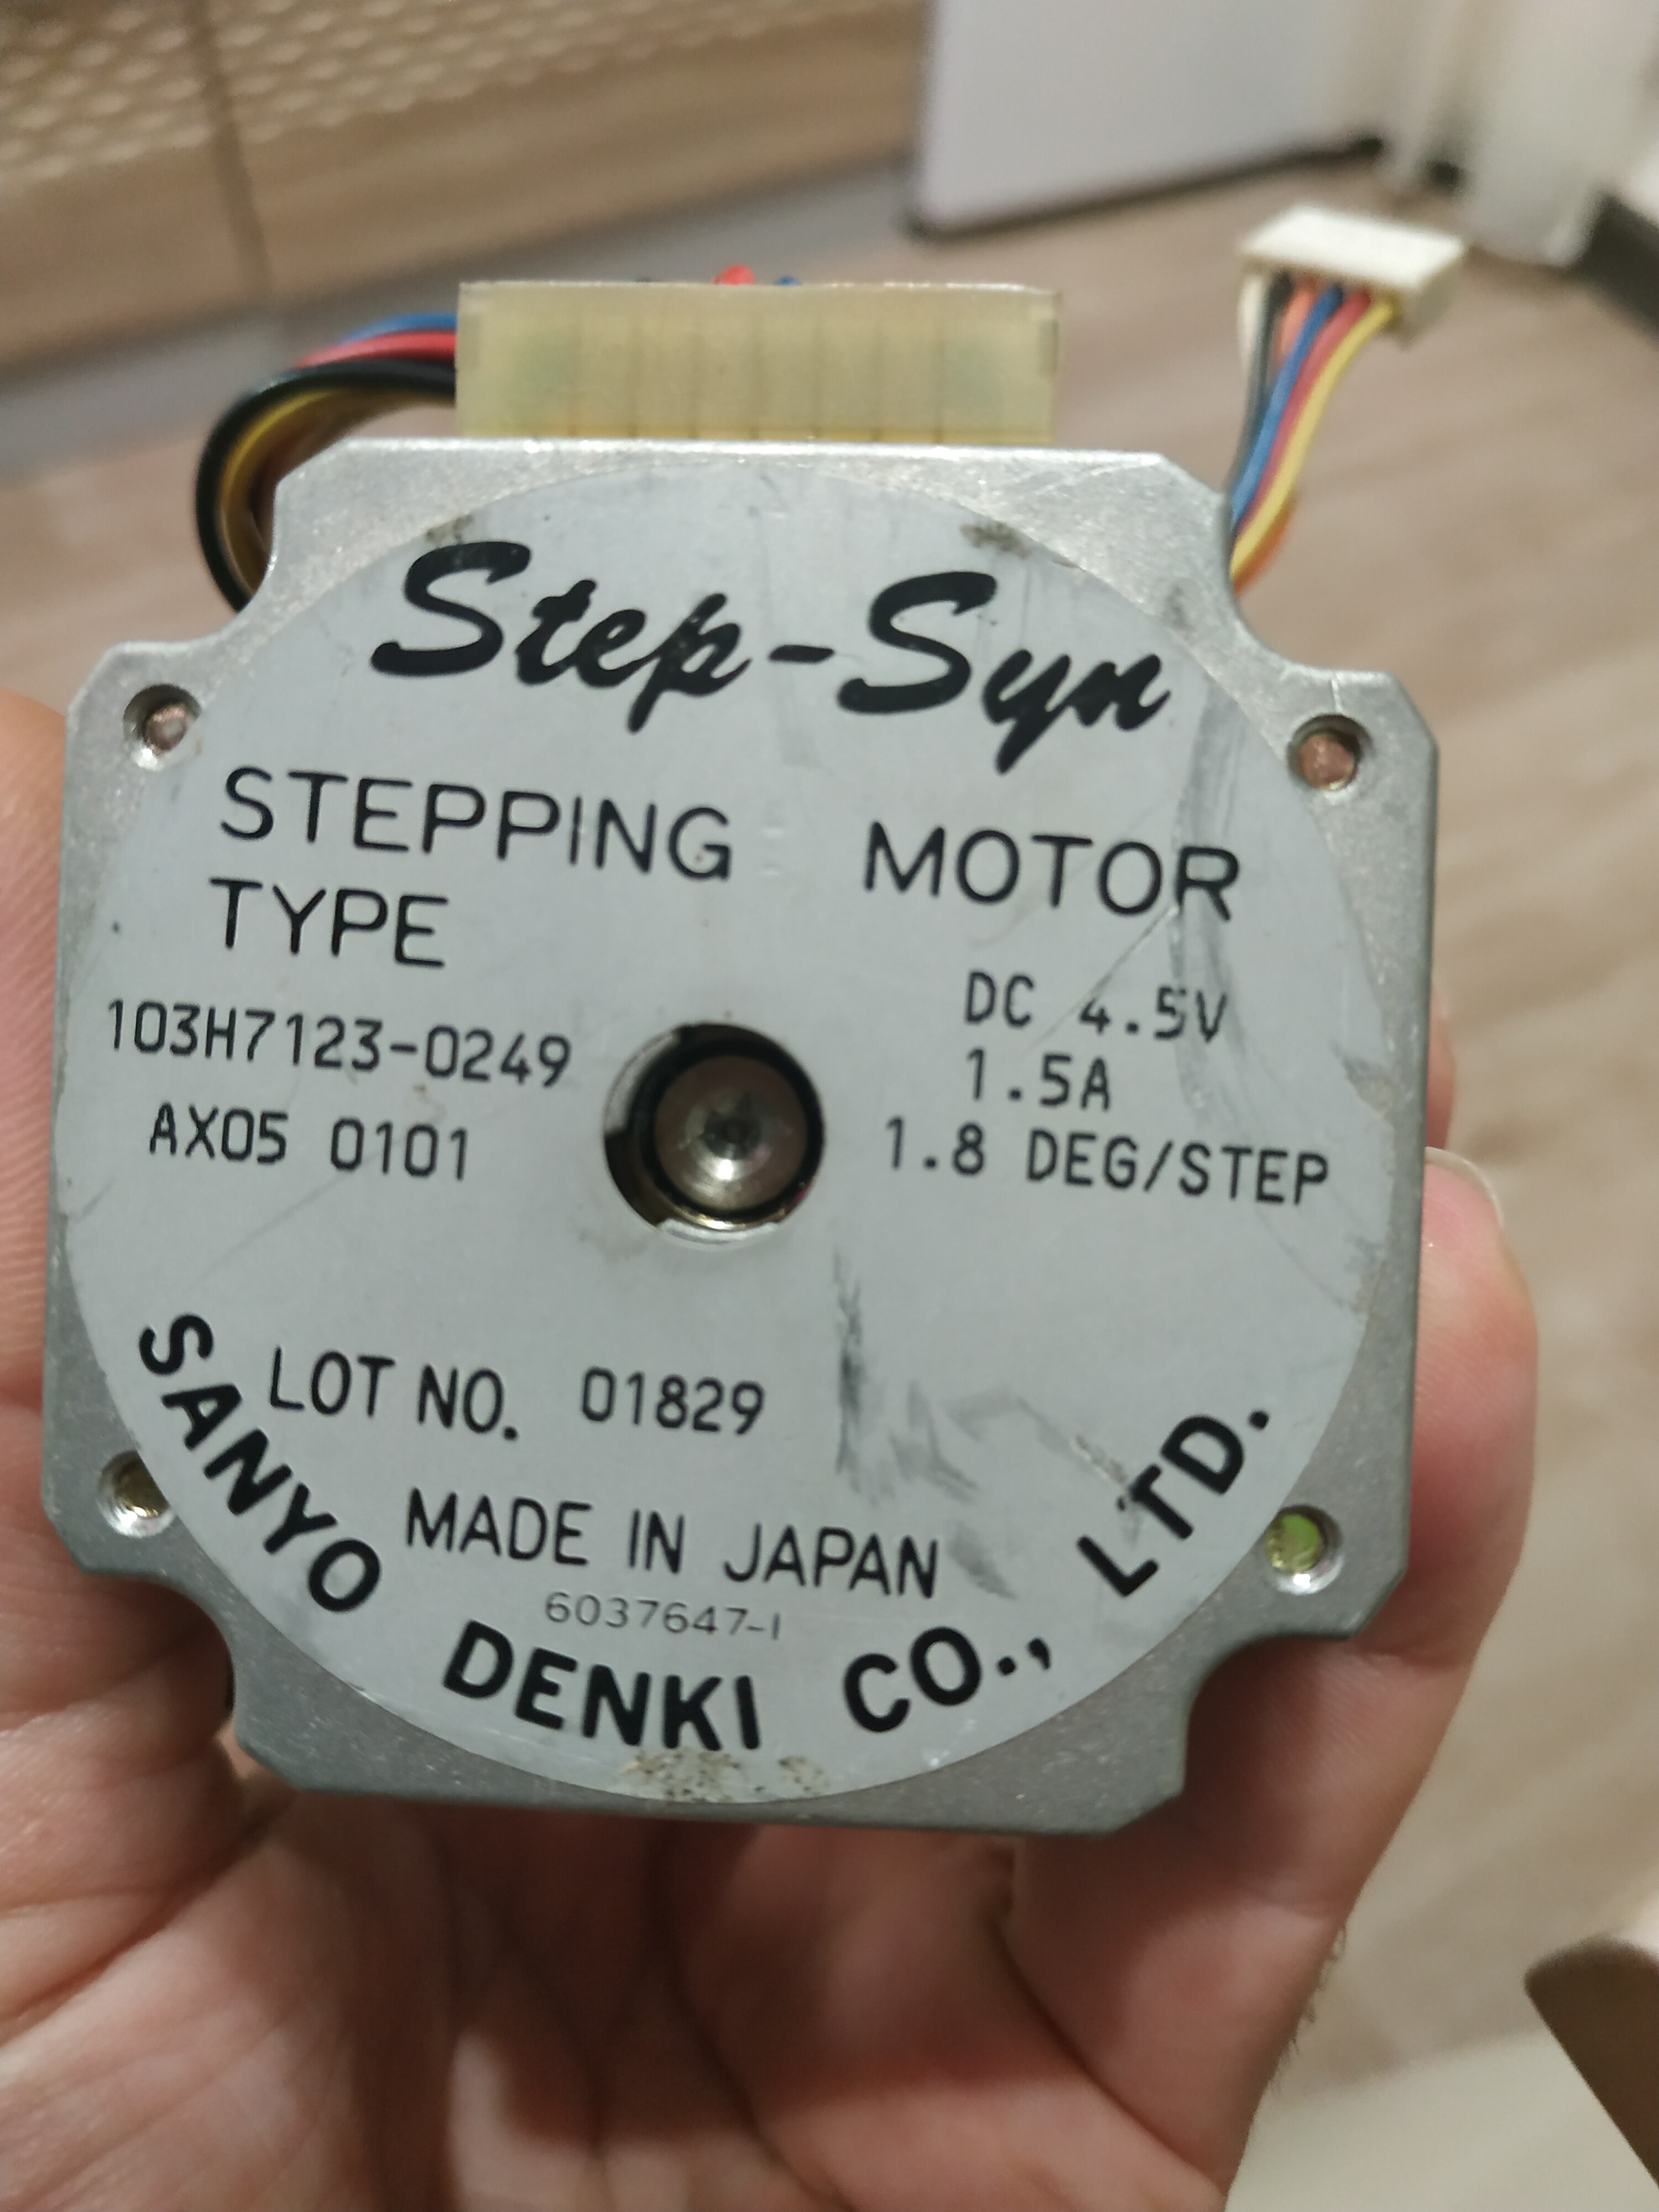 Step-Syn
STEPPING MOTOR
TYPE
103H7123-0249
AX05 0101
DC 4.5V
1.5A
1.8 DEG/STEP
LOT NO. 01829
MADE IN JAPAN
6037647-1
SANYO DENKI CO., LTD.